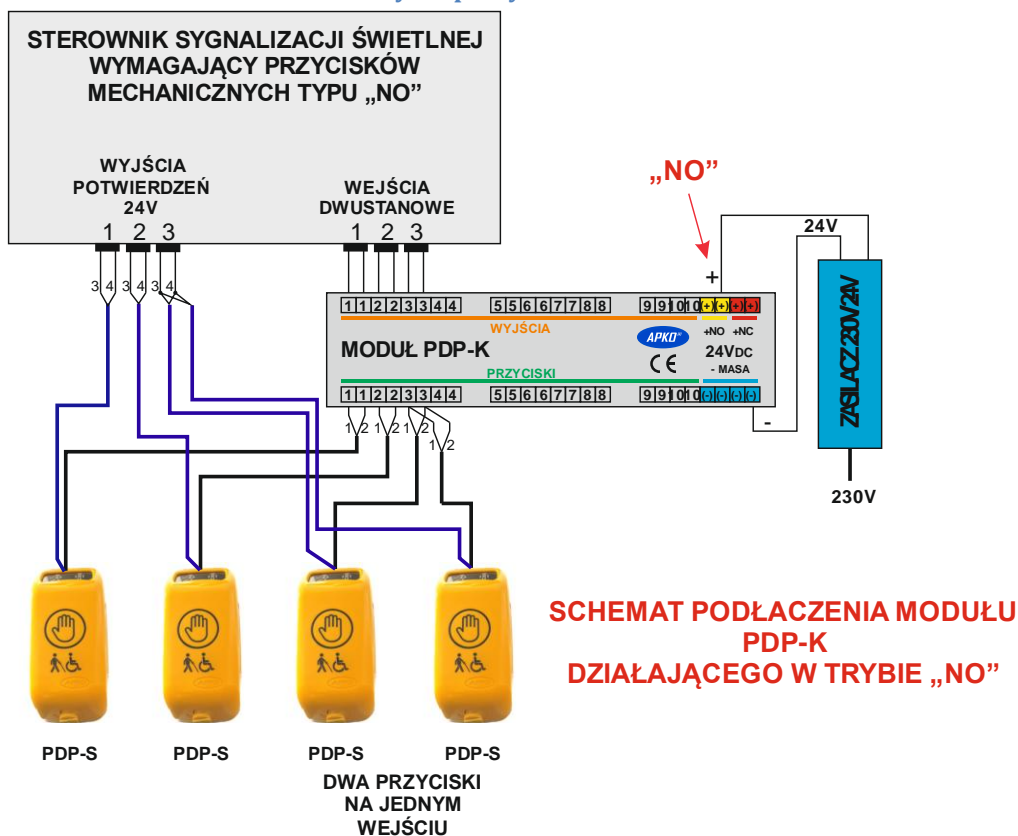 STEROWNIK SYGNALIZACJI ŚWIETLNEJ
WYMAGAJĄCY PRZYCISKÓW
MECHANICZNYCH TYPU „NO”
WYJŚCIA
POTWIERDZEŃ
24V
1 2 3
WEJŚCIA
DWUSTANOWE
1 2 3
3 4 3 4 3 4
„NO”
24V
+
1 1 2 2 3 3 4 4 5 5 6 6 7 7 8 8 9 9 10 10 (+) (+) (+) (+)
WYJŚCIA
+NO +NC
APKO®
MODUŁ PDP-K
CE
24VDC
- MASA
PRZYCISKI
1 1 2 2 3 3 4 4 5 5 6 6 7 7 8 8 9 9 10 10 (-) (-) (-) (-)
-
1 2 1 2 1 2
1 2
ZASILACZ 230V/24V
230V
SCHEMAT PODŁACZENIA MODUŁU
PDP-K
DZIAŁAJĄCEGO W TRYBIE „NO”
PDP-S PDP-S PDP-S PDP-S
DWA PRZYCISKI
NA JEDNYM
WEJŚCIU